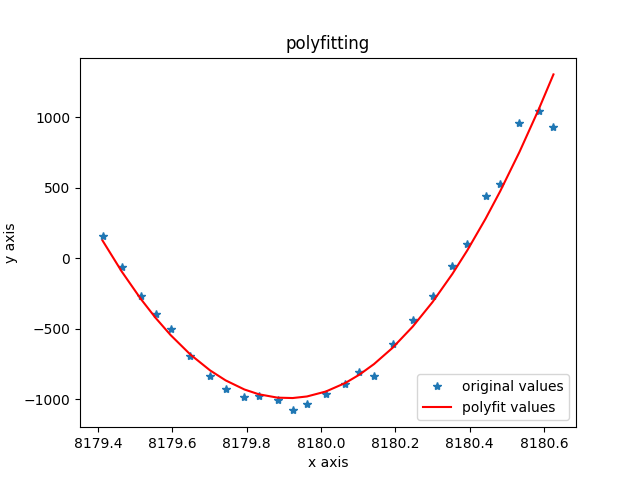 polyfitting
1000
500
0
−500
−1000
y axis
8179.4 8179.6 8179.8 8180.0 8180.2 8180.4 8180.6
x axis
original values
polyfit values